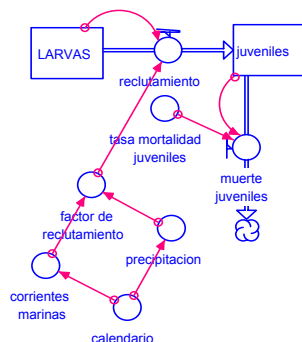 LARVAS
juveniles
reclutamiento
tasa mortalidad
juveniles
muerte
juveniles
factor de
reclutamiento
precipitacion
corrientes
marinas
calendario